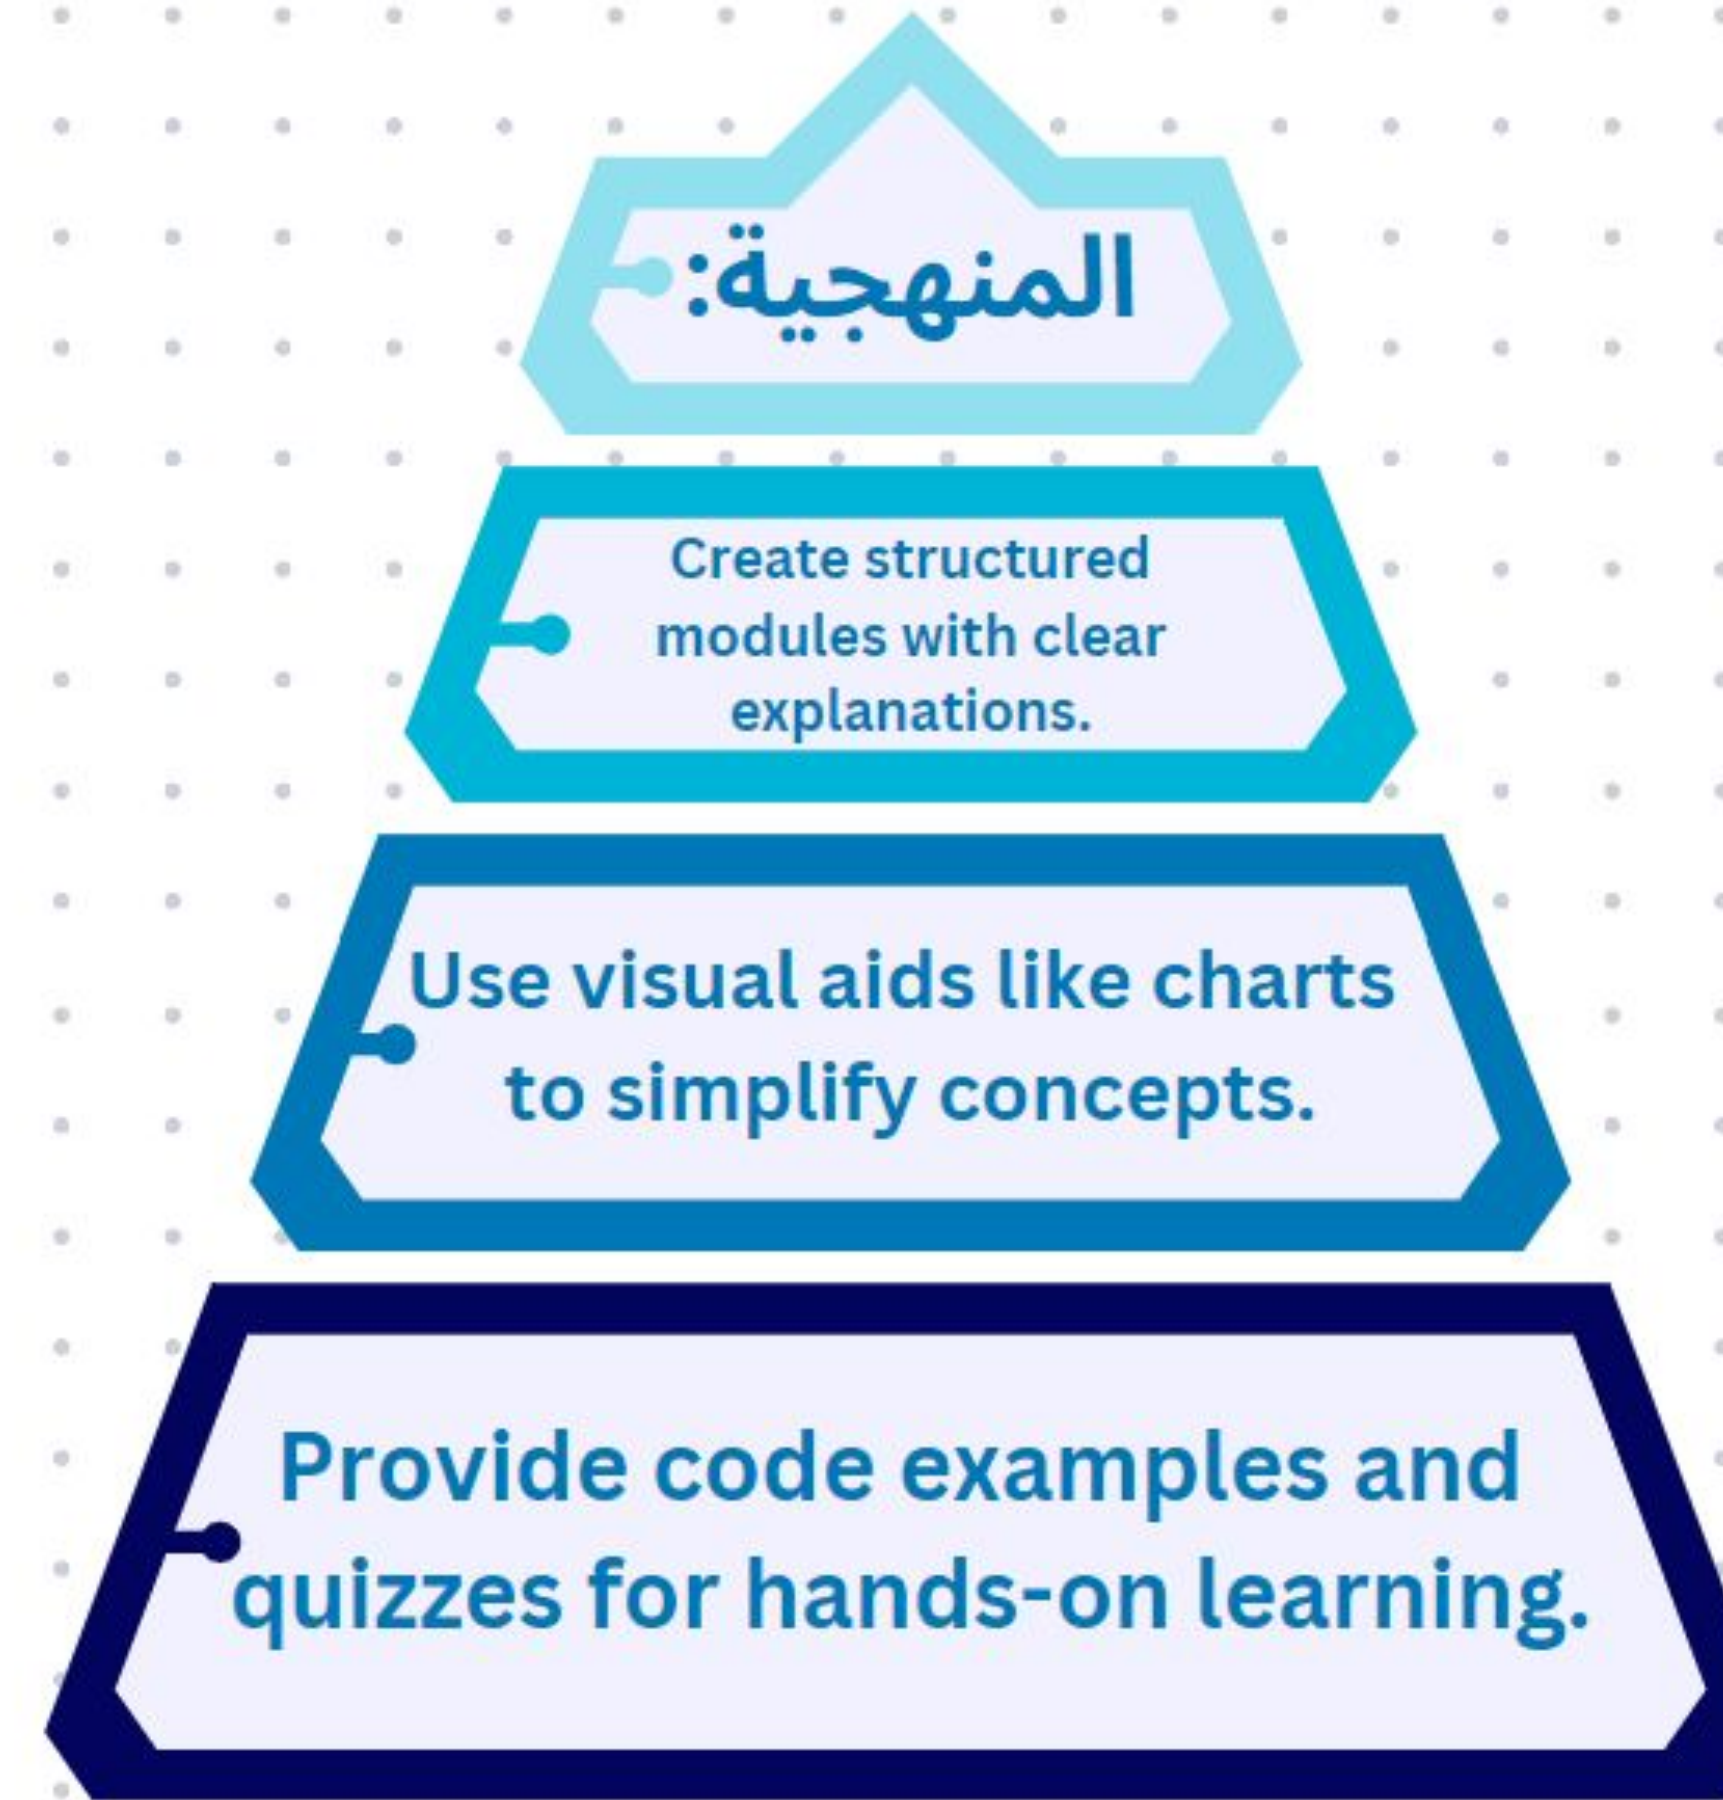 المنهجية:
Create structured
modules with clear
explanations.
Use visual aids like charts
to simplify concepts.
Provide code examples and
quizzes for hands-on learning.